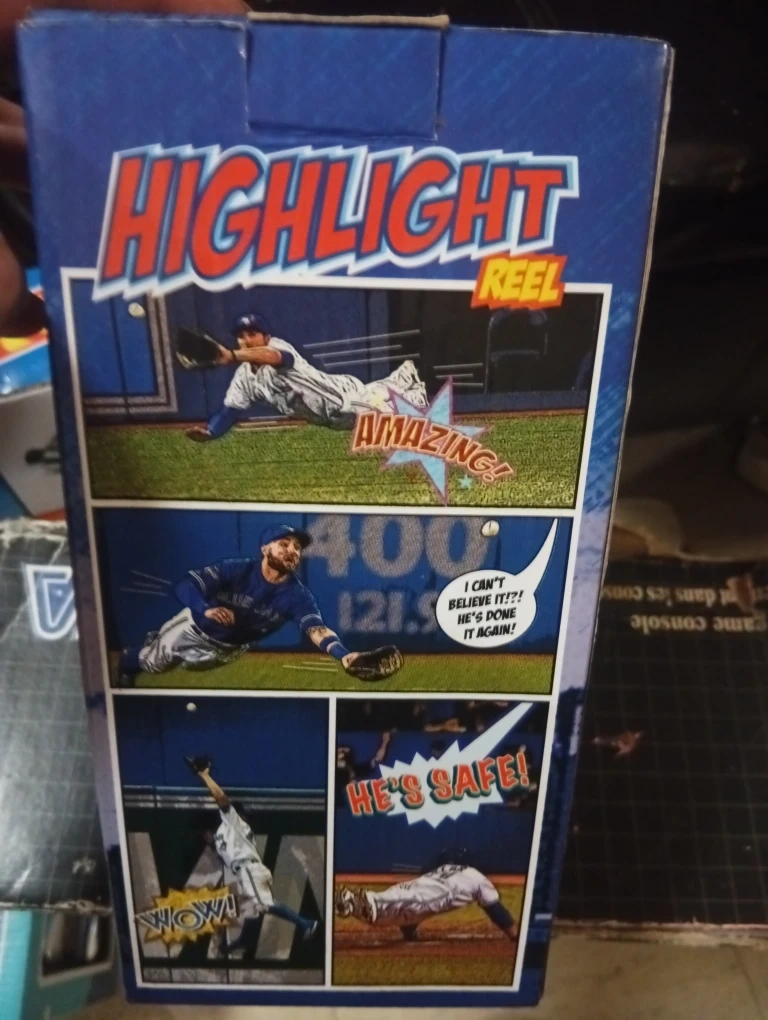 HIGHLIGHT
REEL
AMAZING!
400
121.9
I CAN'T
BELIEVE IT!?!
HE'S DONE
IT AGAIN!
HE'S SAFE!
WOW!
game console